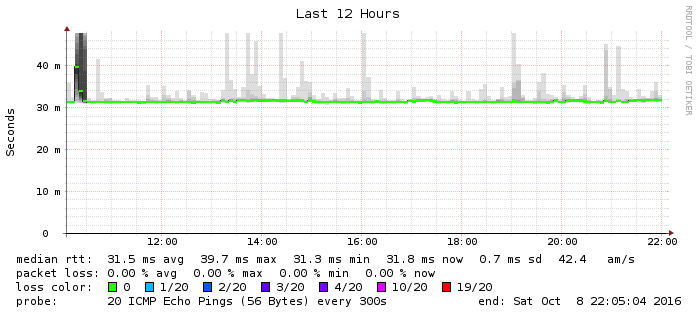 Last 12 Hours
RRDTOOL / TOBI OETIKER
Seconds
40 m
30 m
20 m
10 m
0
12:00 14:00 16:00 18:00 20:00 22:00
median rtt: 31.5 ms avg 39.7 ms max 31.3 ms min 31.8 ms now 0.7 ms sd 42.4 am/s
packet loss: 0.00 % avg 0.00 % max 0.00 % min 0.00 % now
loss color: 0 1/20 2/20 3/20 4/20 10/20 19/20
probe: 20 ICMP Echo Pings (56 Bytes) every 300s end: Sat Oct 8 22:05:04 2016